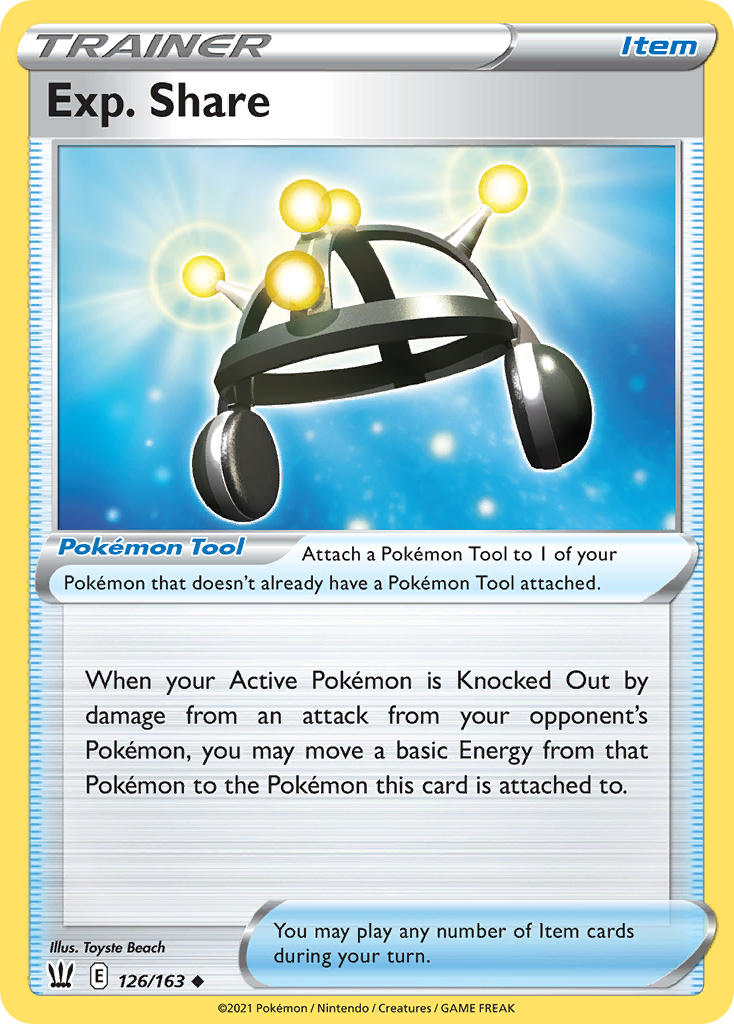 TRAINER Item
Exp. Share
Pokémon Tool Attach a Pokémon Tool to 1 of your
Pokémon that doesn't already have a Pokémon Tool attached.
When your Active Pokémon is Knocked Out by
damage from an attack from your opponent's
Pokémon, you may move a basic Energy from that
Pokémon to the Pokémon this card is attached to.
You may play any number of Item cards
during your turn.
Illus. Toyste Beach
E 126/163
©2021 Pokémon / Nintendo / Creatures / GAME FREAK